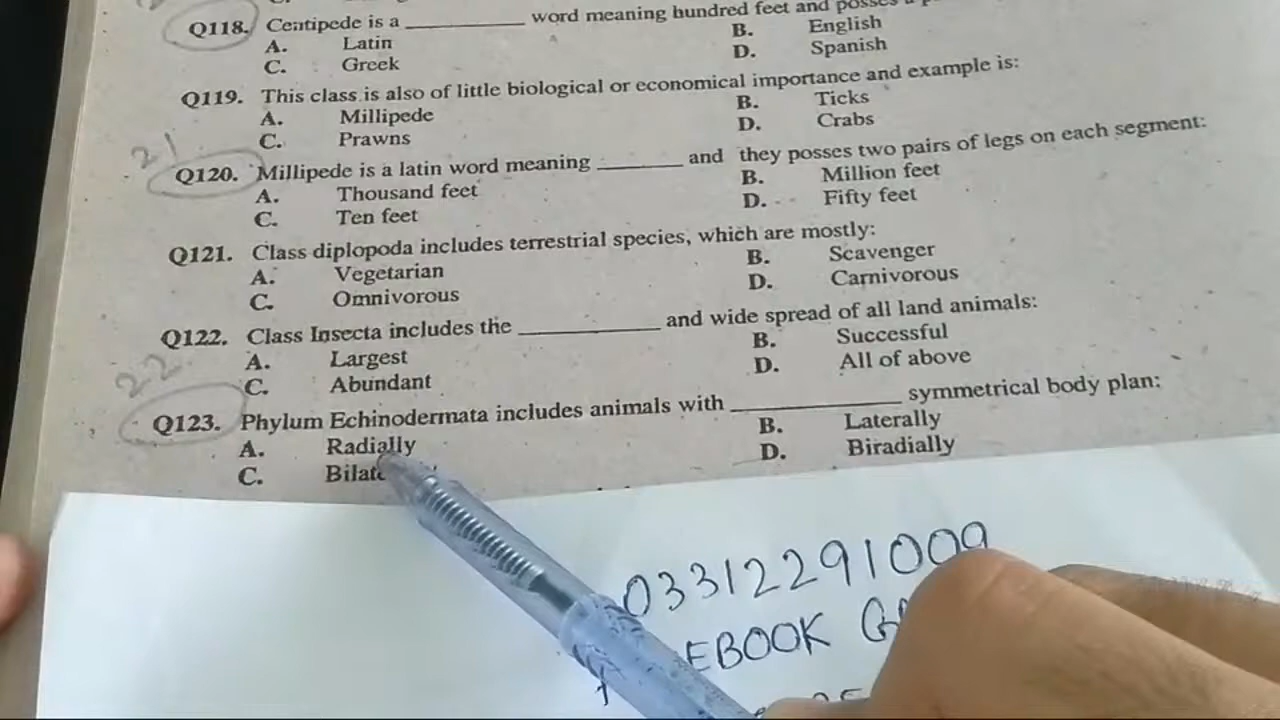 Q118. Centipede is a ________ word meaning hundred feet and posses a
A. Latin B. English
C. Greek D. Spanish
Q119. This class is also of little biological or economical importance and example is:
A. Millipede B. Ticks
C. Prawns D. Crabs
21
Q120. Millipede is a latin word meaning ______ and they posses two pairs of legs on each segment:
A. Thousand feet B. Million feet
C. Ten feet D. Fifty feet
Q121. Class diplopoda includes terrestrial species, which are mostly:
A. Vegetarian B. Scavenger
C. Omnivorous D. Carnivorous
Q122. Class Insecta includes the __________ and wide spread of all land animals:
A. Largest B. Successful
C. Abundant D. All of above
22
Q123. Phylum Echinodermata includes animals with ____________ symmetrical body plan:
A. Radially B. Laterally
C. D. Biradially
03312291009
EBOOK